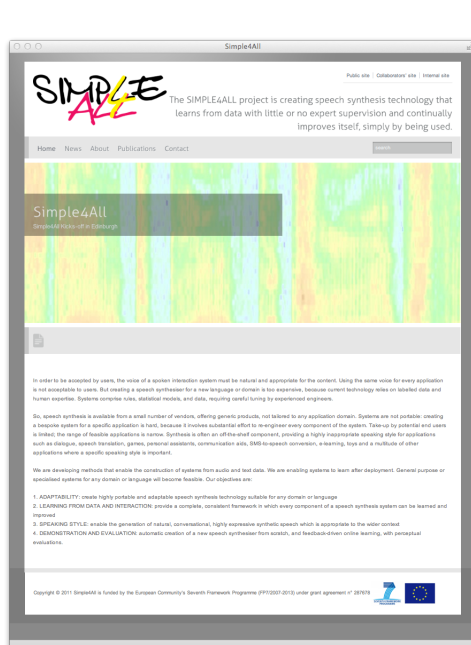 Simple4All
SIMPLE
ALL
Public site | Collaborators' site | Internal site
The SIMPLE4ALL project is creating speech synthesis technology that
learns from data with little or no expert supervision and continually
improves itself, simply by being used.
Home News About Publications Contact
search
Simple4All
Simple4All Kicks-off in Edinburgh
In order to be accepted by users, the voice of a spoken interaction system must be natural and appropriate for the content. Using the same voice for every application
is not acceptable to users. But creating a speech synthesiser for a new language or domain is too expensive, because current technology relies on labelled data and
human expertise. Systems comprise rules, statistical models, and data, requiring careful tuning by experienced engineers.
So, speech synthesis is available from a small number of vendors, offering generic products, not tailored to any application domain. Systems are not portable: creating
a bespoke system for a specific application is hard, because it involves substantial effort to re-engineer every component of the system. Take-up by potential end users
is limited; the range of feasible applications is narrow. Synthesis is often an off-the-shelf component, providing a highly inappropriate speaking style for applications
such as dialogue, speech translation, games, personal assistants, communication aids, SMS-to-speech conversion, e-learning, toys and a multitude of other
applications where a specific speaking style is important.
We are developing methods that enable the construction of systems from audio and text data. We are enabling systems to learn after deployment. General purpose or
specialised systems for any domain or language will become feasible. Our objectives are:
1. ADAPTABILITY: create highly portable and adaptable speech synthesis technology suitable for any domain or language
2. LEARNING FROM DATA AND INTERACTION: provide a complete, consistent framework in which every component of a speech synthesis system can be learned and
improved
3. SPEAKING STYLE: enable the generation of natural, conversational, highly expressive synthetic speech which is appropriate to the wider context
4. DEMONSTRATION AND EVALUATION: automatic creation of a new speech synthesiser from scratch, and feedback-driven online learning, with perceptual
evaluations.
Copyright © 2011 Simple4All is funded by the European Community's Seventh Framework Programme (FP7/2007-2013) under grant agreement n° 287678